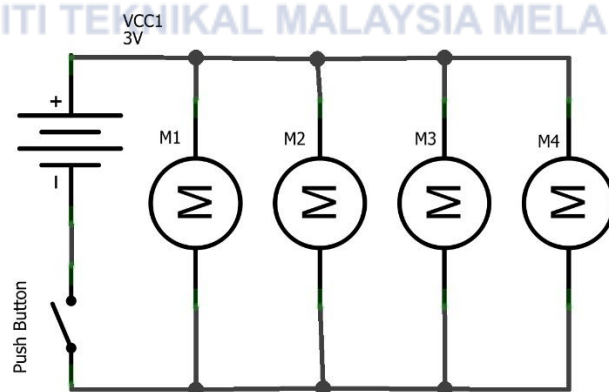 ITI TEKNIKAL MALAYSIA MELA
VCC1
3V
+
M1
M2
M3
M4
M
M
M
M
–
Push Button